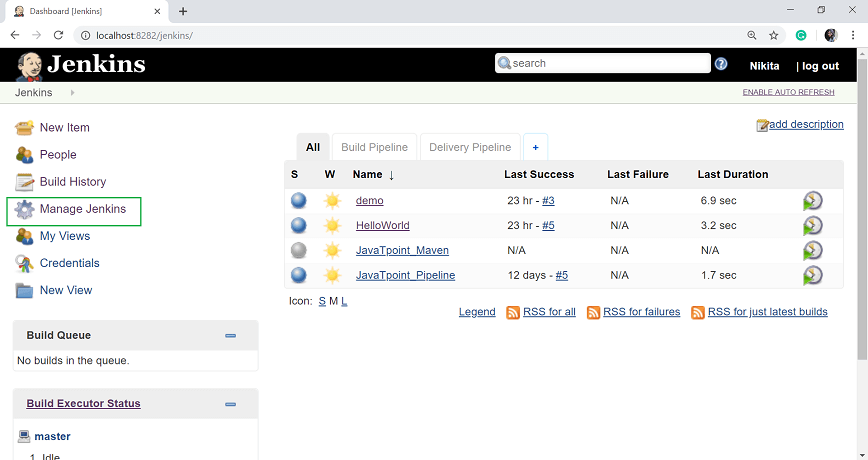 Dashboard [Jenkins]
localhost:8282/jenkins/
Jenkins
search
Nikita | log out
Jenkins
ENABLE AUTO REFRESH
New Item
People
Build History
Manage Jenkins
My Views
Credentials
New View
Build Queue
No builds in the queue.
Build Executor Status
master
1 Idle
add description
All Build Pipeline Delivery Pipeline +
S W Name ↓ Last Success Last Failure Last Duration
demo 23 hr - #3 N/A 6.9 sec
HelloWorld 23 hr - #5 N/A 3.2 sec
JavaTpoint_Maven N/A N/A N/A
JavaTpoint_Pipeline 12 days - #5 N/A 1.7 sec
Icon: S M L
Legend RSS for all RSS for failures RSS for just latest builds